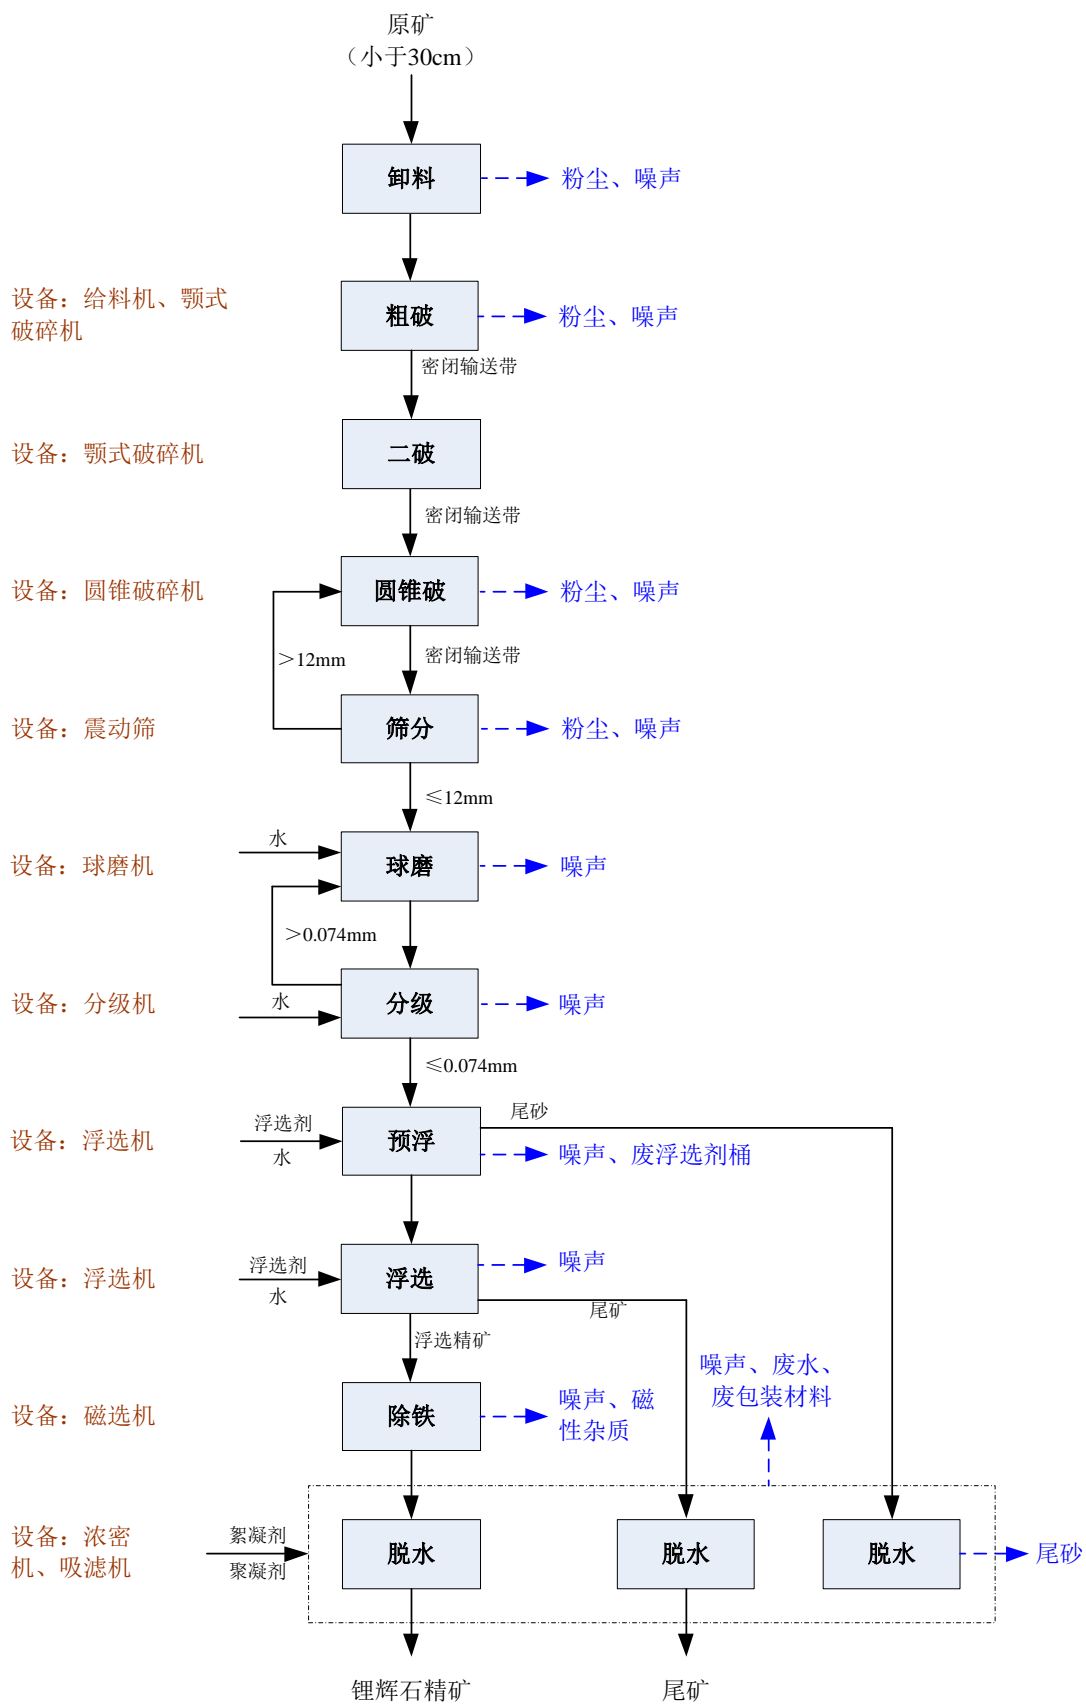 原矿
（小于30cm）
卸料
粉尘、噪声
设备：给料机、颚式
破碎机
粗破
粉尘、噪声
密闭输送带
设备：颚式破碎机
二破
密闭输送带
设备：圆锥破碎机
圆锥破
粉尘、噪声
＞12mm
密闭输送带
设备：震动筛
筛分
粉尘、噪声
≤12mm
水
设备：球磨机
球磨
噪声
＞0.074mm
设备：分级机
水
分级
噪声
≤0.074mm
尾砂
设备：浮选机
浮选剂
水
预浮
噪声、废浮选剂桶
设备：浮选机
浮选剂
水
浮选
噪声
尾矿
浮选精矿
噪声、废水、
废包装材料
设备：磁选机
除铁
噪声、磁
性杂质
设备：浓密
机、吸滤机
絮凝剂
聚凝剂
脱水
脱水
脱水
尾砂
锂辉石精矿
尾矿